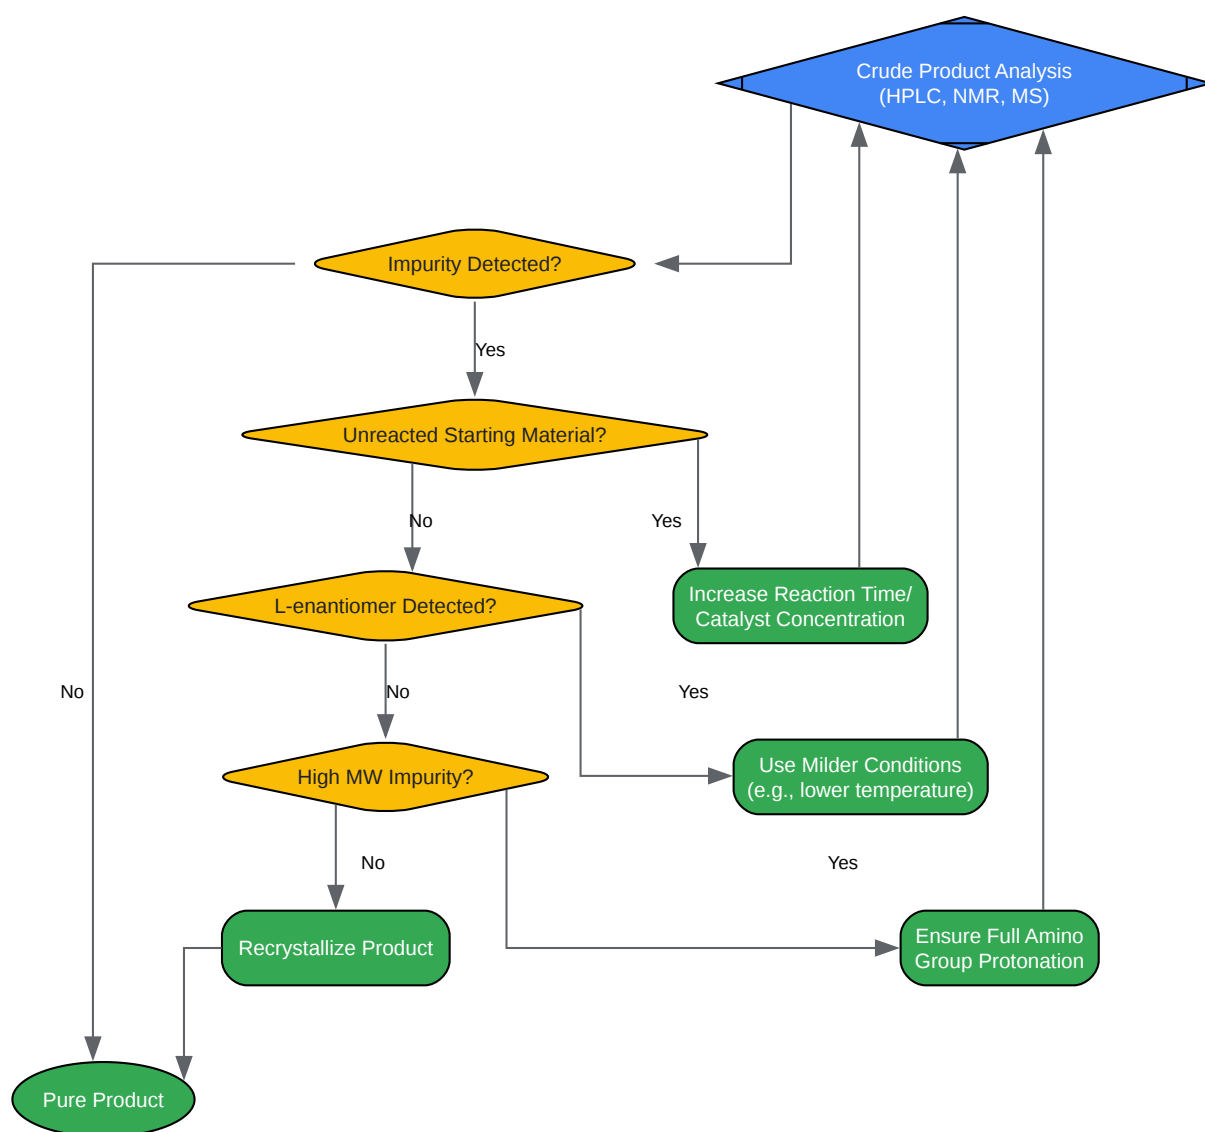 Crude Product Analysis
(HPLC, NMR, MS)
Impurity Detected?
Yes
Unreacted Starting Material?
No
Yes
Increase Reaction Time/
Catalyst Concentration
L-enantiomer Detected?
No
No
Yes
Use Milder Conditions
(e.g., lower temperature)
High MW Impurity?
No
Yes
Recrystallize Product
Ensure Full Amino
Group Protonation
Pure Product